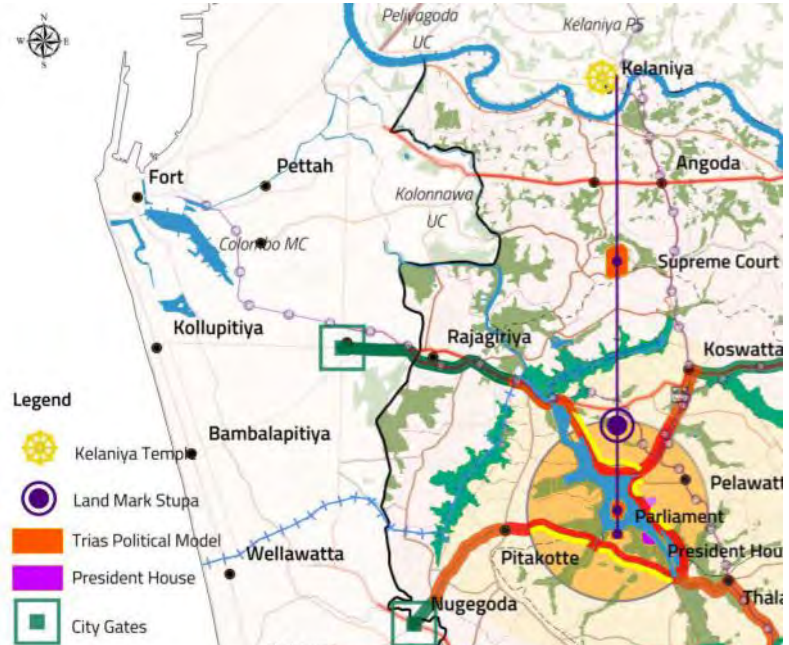 N
W
E
S
Peliyagoda
UC
Kelaniya PS
Kelaniya
Fort
Pettah
Angoda
Kolonnawa
UC
Colombo MC
Supreme Court
Kollupitiya
Rajagiriya
Koswatta
Legend
Kelaniya Temple
Bambalapitiya
Land Mark Stupa
Pelawatt
Trias Political Model
Parliament
Wellawatta
Pitakotte
President Hou
President House
Nugegoda
Thala
City Gates